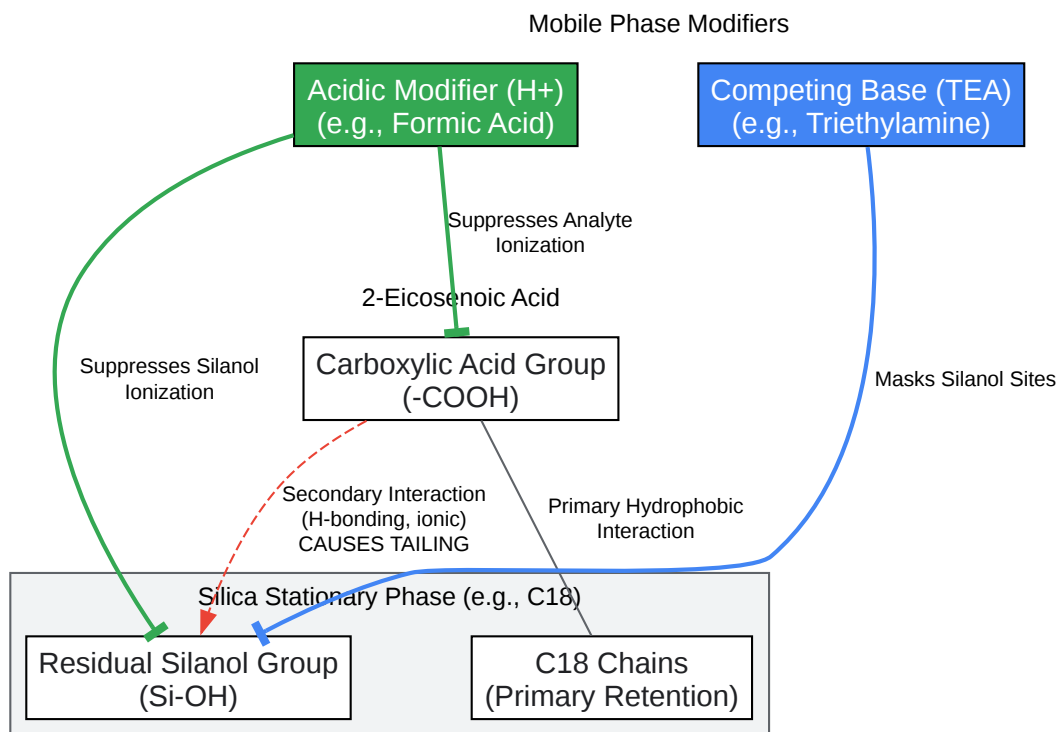 Mobile Phase Modifiers
Acidic Modifier (H+)
(e.g., Formic Acid)
Competing Base (TEA)
(e.g., Triethylamine)
Suppresses Analyte
Ionization
2-Eicosenoic Acid
Carboxylic Acid Group
(-COOH)
Suppresses Silanol
Ionization
Masks Silanol Sites
Secondary Interaction
(H-bonding, ionic)
CAUSES TAILING
Primary Hydrophobic
Interaction
Silica Stationary Phase (e.g., C18)
Residual Silanol Group
(Si-OH)
C18 Chains
(Primary Retention)